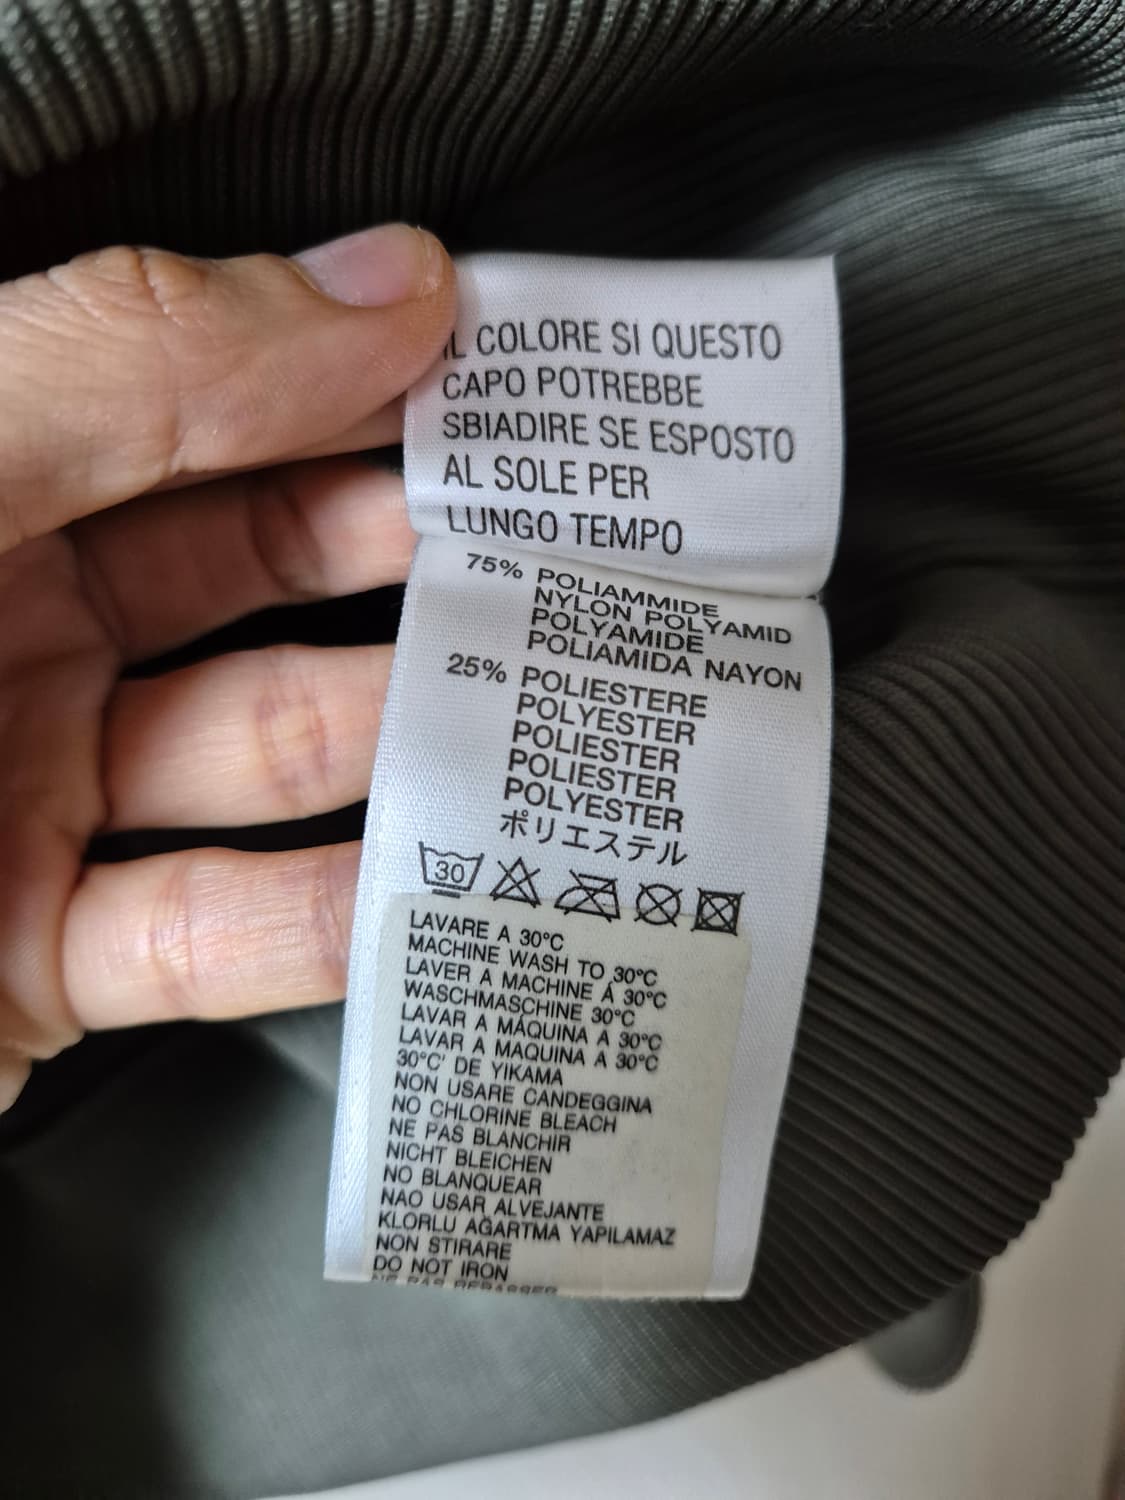 IL COLORE SI QUESTO
CAPO POTREBBE
SBIADIRE SE ESPOSTO
AL SOLE PER
LUNGO TEMPO
75% POLIAMMIDE
NYLON POLYAMID
POLYAMIDE
POLIAMIDA NAYON
25% POLIESTERE
POLYESTER
POLIESTER
POLIESTER
POLYESTER
ポリエステル
30
LAVARE A 30°C
MACHINE WASH TO 30°C
LAVER A MACHINE Á 30°C
WASCHMASCHINE 30°C
LAVAR A MÁQUINA A 30°C
LAVAR A MAQUINA A 30°C
30°C' DE YIKAMA
NON USARE CANDEGGINA
NO CHLORINE BLEACH
NE PAS BLANCHIR
NICHT BLEICHEN
NO BLANQUEAR
NAO USAR ALVEJANTE
KLORLU AĞARTMA YAPILAMAZ
NON STIRARE
DO NOT IRON
NE PAS REPASSER